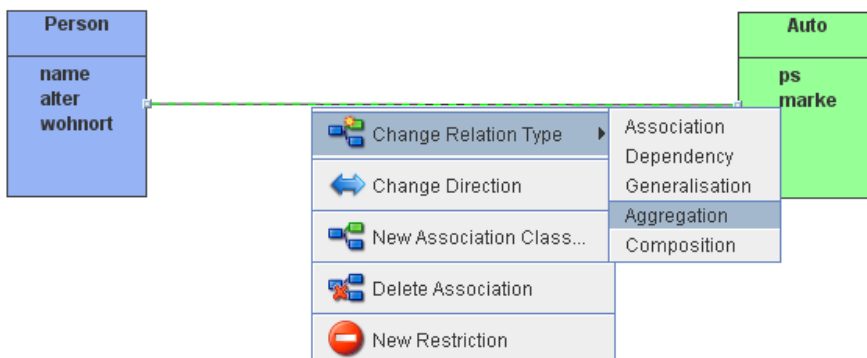 Person
name
alter
wohnort
Auto
ps
marke
Change Relation Type
Change Direction
New Association Class...
Delete Association
New Restriction
Association
Dependency
Generalisation
Aggregation
Composition